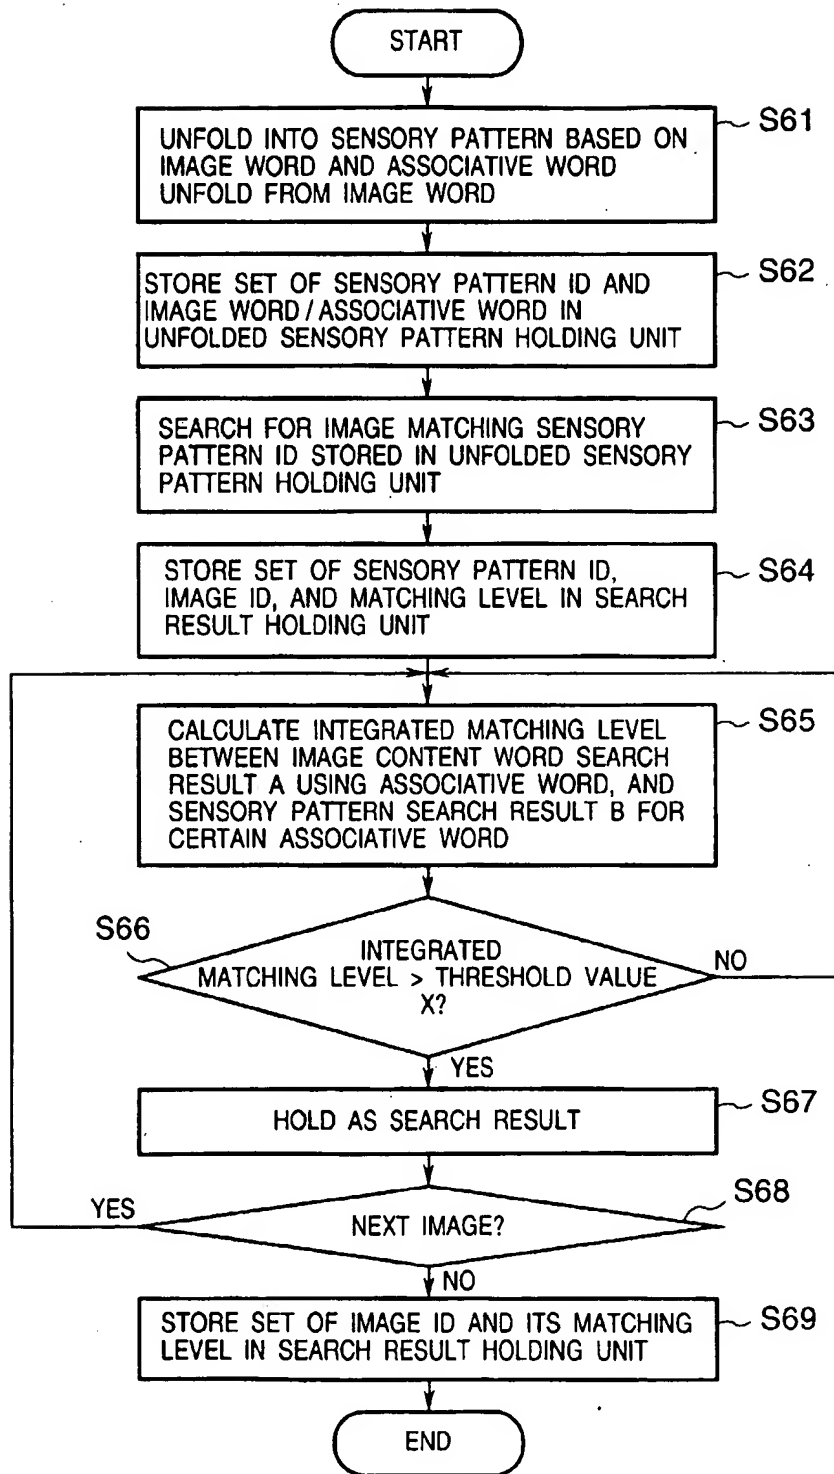 START
S61
UNFOLD INTO SENSORY PATTERN BASED ON
IMAGE WORD AND ASSOCIATIVE WORD
UNFOLD FROM IMAGE WORD
S62
STORE SET OF SENSORY PATTERN ID AND
IMAGE WORD/ASSOCIATIVE WORD IN
UNFOLDED SENSORY PATTERN HOLDING UNIT
S63
SEARCH FOR IMAGE MATCHING SENSORY
PATTERN ID STORED IN UNFOLDED SENSORY
PATTERN HOLDING UNIT
S64
STORE SET OF SENSORY PATTERN ID,
IMAGE ID, AND MATCHING LEVEL IN SEARCH
RESULT HOLDING UNIT
S65
CALCULATE INTEGRATED MATCHING LEVEL
BETWEEN IMAGE CONTENT WORD SEARCH
RESULT A USING ASSOCIATIVE WORD, AND
SENSORY PATTERN SEARCH RESULT B FOR
CERTAIN ASSOCIATIVE WORD
S66
INTEGRATED
MATCHING LEVEL > THRESHOLD VALUE
X?
NO
YES
S67
HOLD AS SEARCH RESULT
S68
YES
NEXT IMAGE?
NO
S69
STORE SET OF IMAGE ID AND ITS MATCHING
LEVEL IN SEARCH RESULT HOLDING UNIT
END